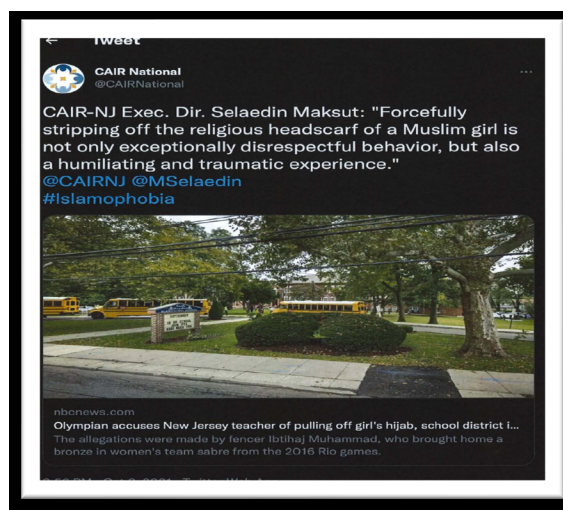 Tweet
CAIR National
@CAIRNational
CAIR-NJ Exec. Dir. Selaedin Maksut: "Forcefully
stripping off the religious headscarf of a Muslim girl is
not only exceptionally disrespectful behavior, but also
a humiliating and traumatic experience."
@CAIRNJ @MSelaedin
#Islamophobia
nbcnews.com
Olympian accuses New Jersey teacher of pulling off girl's hijab, school district i...
The allegations were made by fencer Ibtihaj Muhammad, who brought home a
bronze in women's team sabre from the 2016 Rio games.